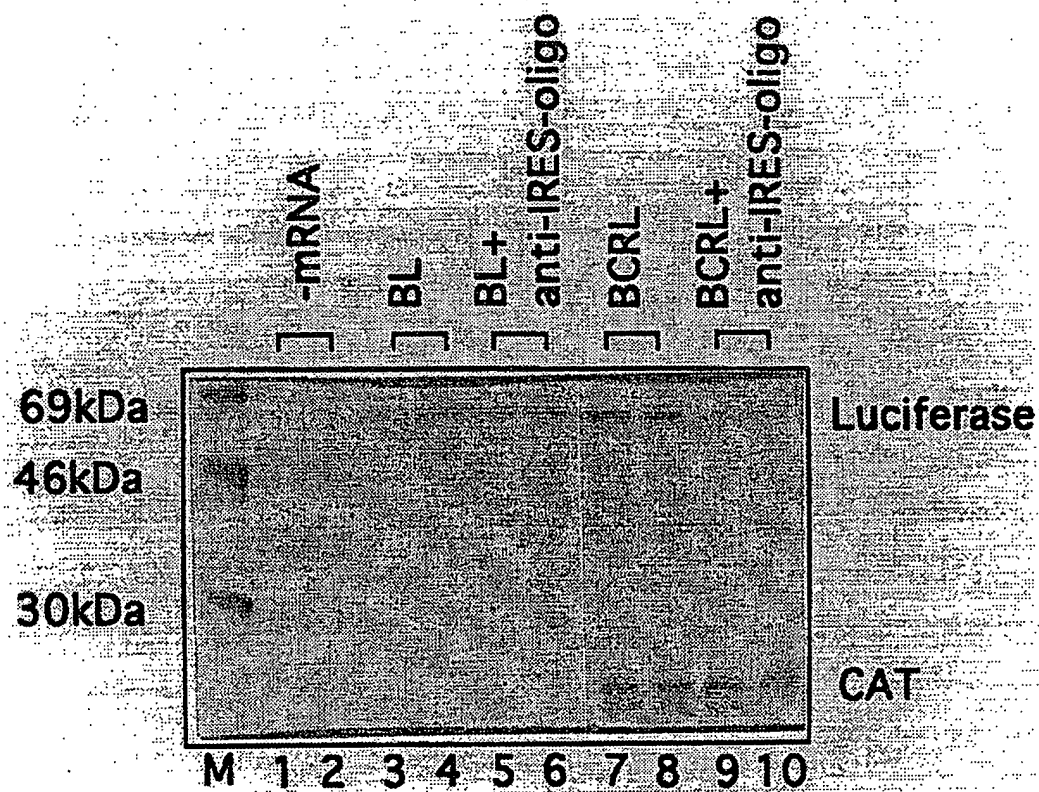 -mRNA
BL
BL+
anti-IRES-oligo
BCRL
BCRL+
anti-IRES-oligo
69kDa
46kDa
30kDa
Luciferase
CAT
M 1 2 3 4 5 6 7 8 9 10